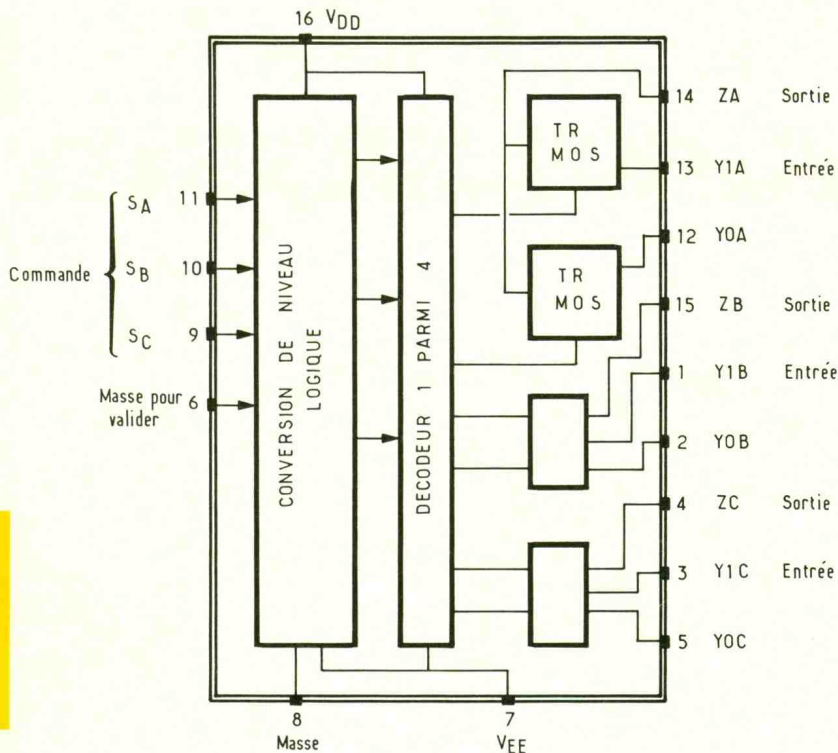 16 VDD
14 ZA Sortie
TR
MOS
13 Y1A Entrée
SA 11
12 Y0A
Commande
SB 10
TR
MOS
15 ZB Sortie
SC 9
1 Y1B Entrée
Masse pour
valider
6
2 Y0B
CONVERSION DE NIVEAU
LOGIQUE
DECODEUR 1 PARMI 4
4 ZC Sortie
3 Y1C Entrée
5 Y0C
8
Masse
7
VEE